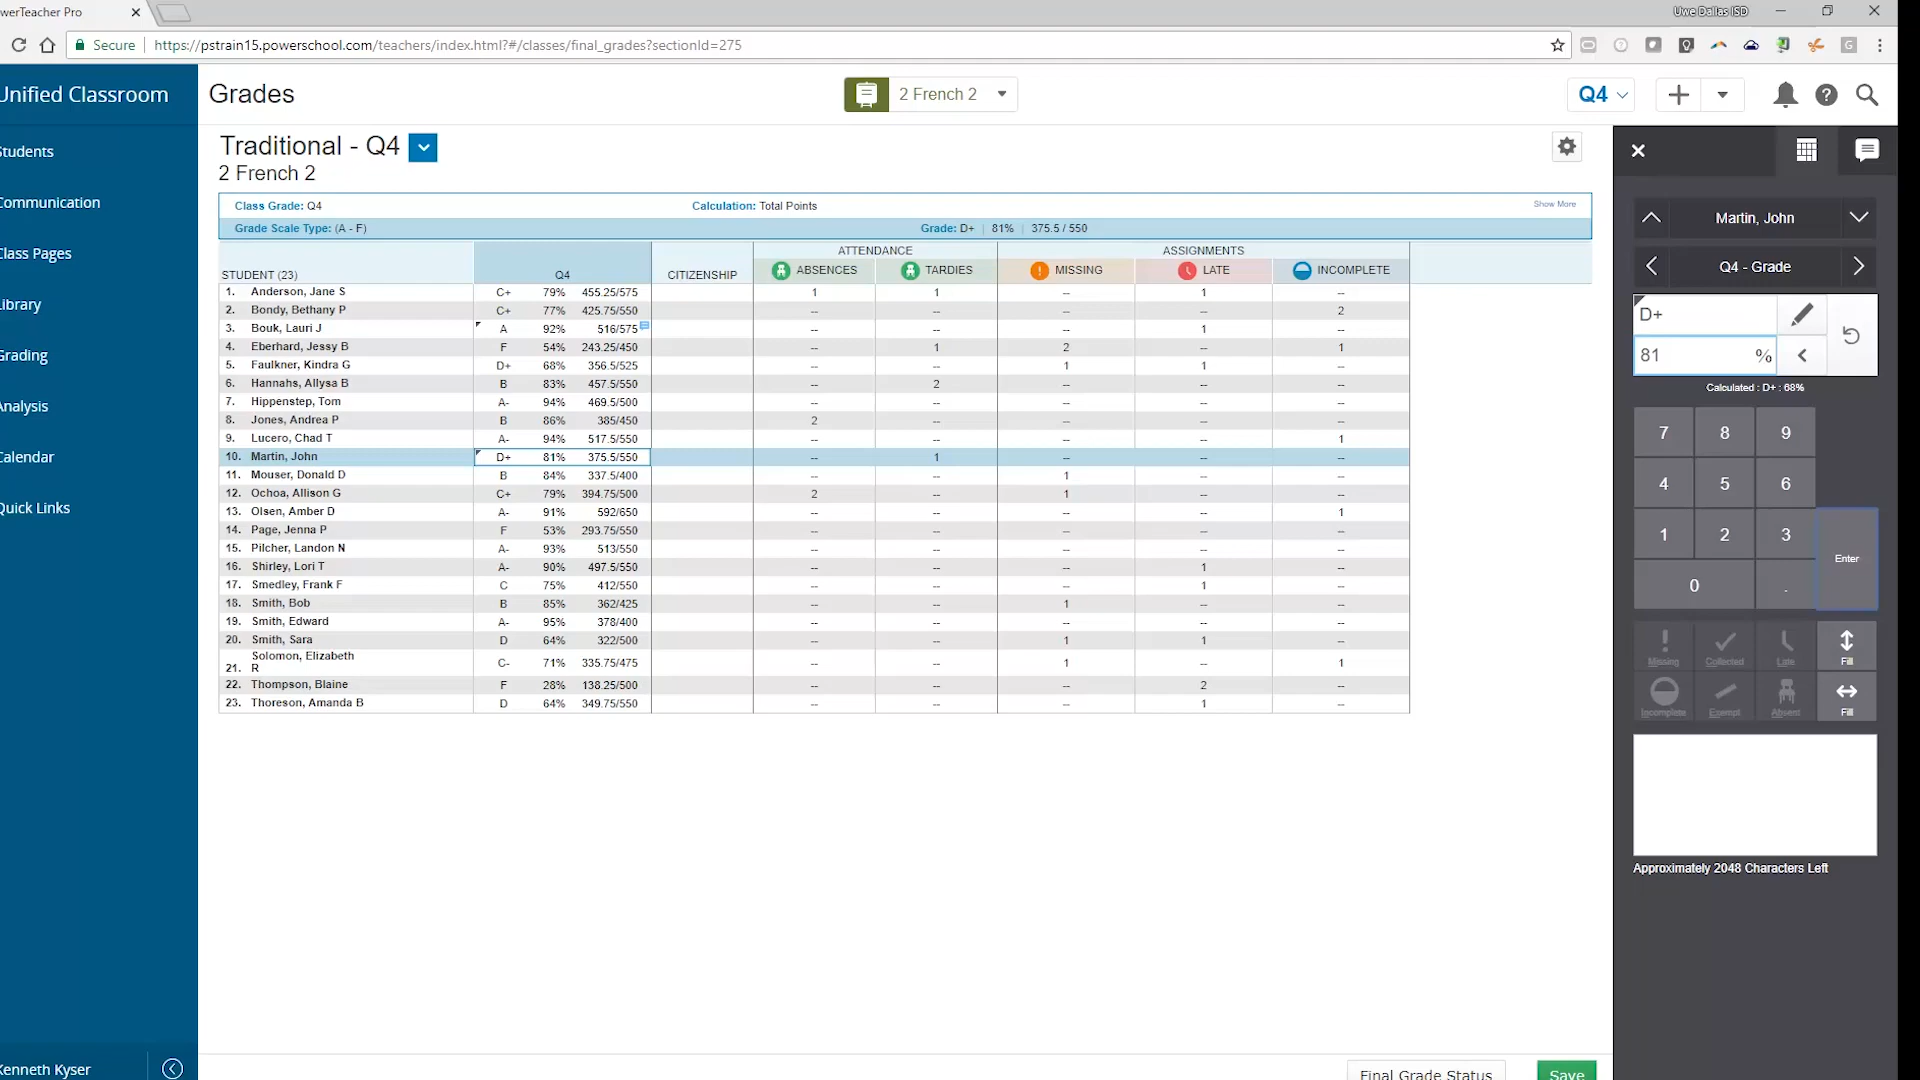 werTeacher Pro
Uwe Dallas ISD
Secure
https://pstrain15.powerschool.com/teachers/index.html?#/classes/final_grades?sectionId=275
Unified Classroom
Grades
2 French 2
Q4
Students
Communication
Class Pages
Library
Grading
Analysis
Calendar
Quick Links
Kenneth Kyser
Traditional - Q4
2 French 2
Class Grade: Q4
Calculation: Total Points
Show More
Grade Scale Type: (A - F)
Grade: D+ | 81% | 375.5 / 550
ATTENDANCE
ASSIGNMENTS
STUDENT (23) Q4 CITIZENSHIP ABSENCES TARDIES MISSING LATE INCOMPLETE
1. Anderson, Jane S C+ 79% 455.25/575 1 1 -- 1 --
2. Bondy, Bethany P C+ 77% 425.75/550 -- -- -- -- 2
3. Bouk, Lauri J A 92% 516/575 -- -- -- 1 --
4. Eberhard, Jessy B F 54% 243.25/450 -- 1 2 -- 1
5. Faulkner, Kindra G D+ 68% 356.5/525 -- -- 1 1 --
6. Hannahs, Allysa B B 83% 457.5/550 -- 2 -- -- --
7. Hippenstep, Tom A- 94% 469.5/500 -- -- -- -- --
8. Jones, Andrea P B 86% 385/450 2 -- -- -- --
9. Lucero, Chad T A- 94% 517.5/550 -- -- -- -- 1
10. Martin, John D+ 81% 375.5/550 -- 1 -- -- --
11. Mouser, Donald D B 84% 337.5/400 -- -- 1 -- --
12. Ochoa, Allison G C+ 79% 394.75/500 2 -- 1 -- --
13. Olsen, Amber D A- 91% 592/650 -- -- -- -- 1
14. Page, Jenna P F 53% 293.75/550 -- -- -- -- --
15. Pilcher, Landon N A- 93% 513/550 -- -- -- -- --
16. Shirley, Lori T A- 90% 497.5/550 -- -- -- 1 --
17. Smedley, Frank F C 75% 412/550 -- -- -- 1 --
18. Smith, Bob B 85% 362/425 -- -- 1 -- --
19. Smith, Edward A- 95% 378/400 -- -- -- -- --
20. Smith, Sara D 64% 322/500 -- -- 1 1 --
Solomon, Elizabeth
21. R C- 71% 335.75/475 -- -- 1 -- 1
22. Thompson, Blaine F 28% 138.25/500 -- -- -- 2 --
23. Thoreson, Amanda B D 64% 349.75/550 -- -- -- 1 --
Final Grade Status
Save
Martin, John
Q4 - Grade
D+
81 %
Calculated : D+ : 68%
7 8 9
4 5 6
1 2 3
Enter
0 .
Missing Collected Late Fill
Incomplete Exempt Absent Fill
Approximately 2048 Characters Left